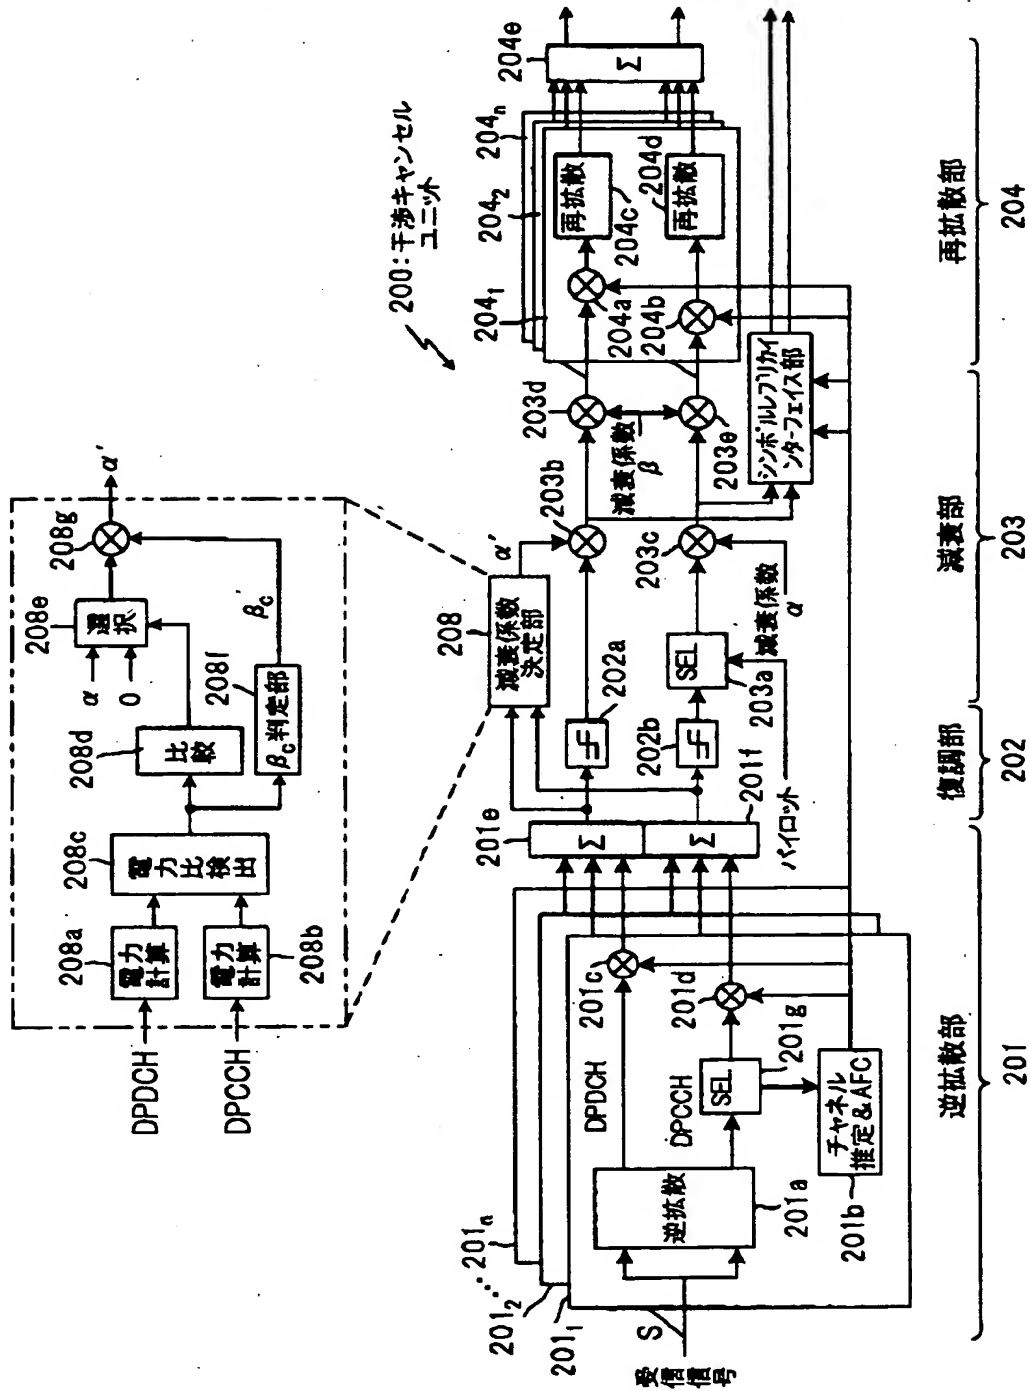 200:干渉キャンセル
ユニット
DPDCH
DPCCH
208a
電力
計算
電力
計算
208b
208c
電力比検出
208d
比較
α
0
208e
選択
208f
βc判定部
βc
208g
α'
受信信号
S
201₁
201₂
...
201n
逆拡散
201a
DPDCH
DPCCH
SEL
201g
201c
201d
チャネル
推定&AFC
201b
201e
Σ
Σ
201f
パイロット
202a
202b
208
減衰係数
決定部
α'
SEL
203a
203b
203c
減衰係数
α
203d
減衰係数
β
203e
シンボルレプリカイ
ンターフェイス部
204₁
204₂
204n
204a
204b
再拡散
204c
再拡散
204d
204e
Σ
逆拡散部
201
復調部
202
減衰部
203
再拡散部
204